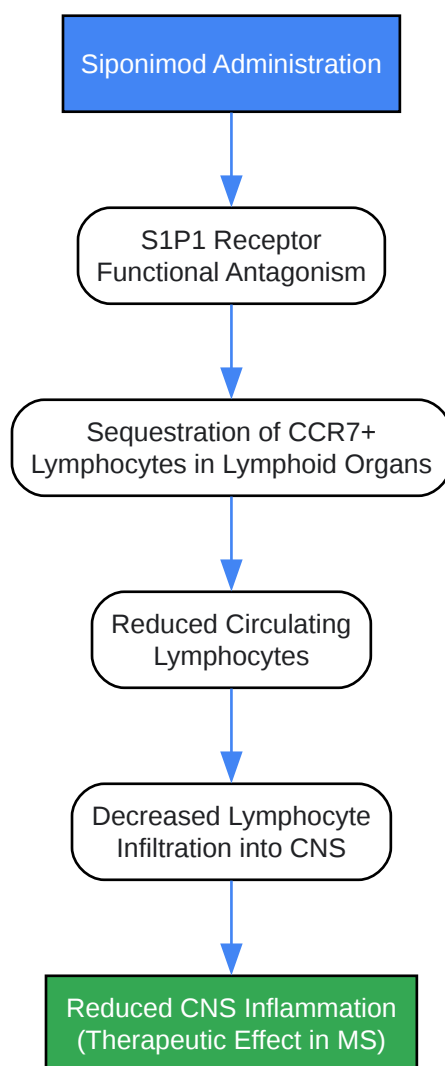 Siponimod Administration
S1P1 Receptor
Functional Antagonism
Sequestration of CCR7+
Lymphocytes in Lymphoid Organs
Reduced Circulating
Lymphocytes
Decreased Lymphocyte
Infiltration into CNS
Reduced CNS Inflammation
(Therapeutic Effect in MS)